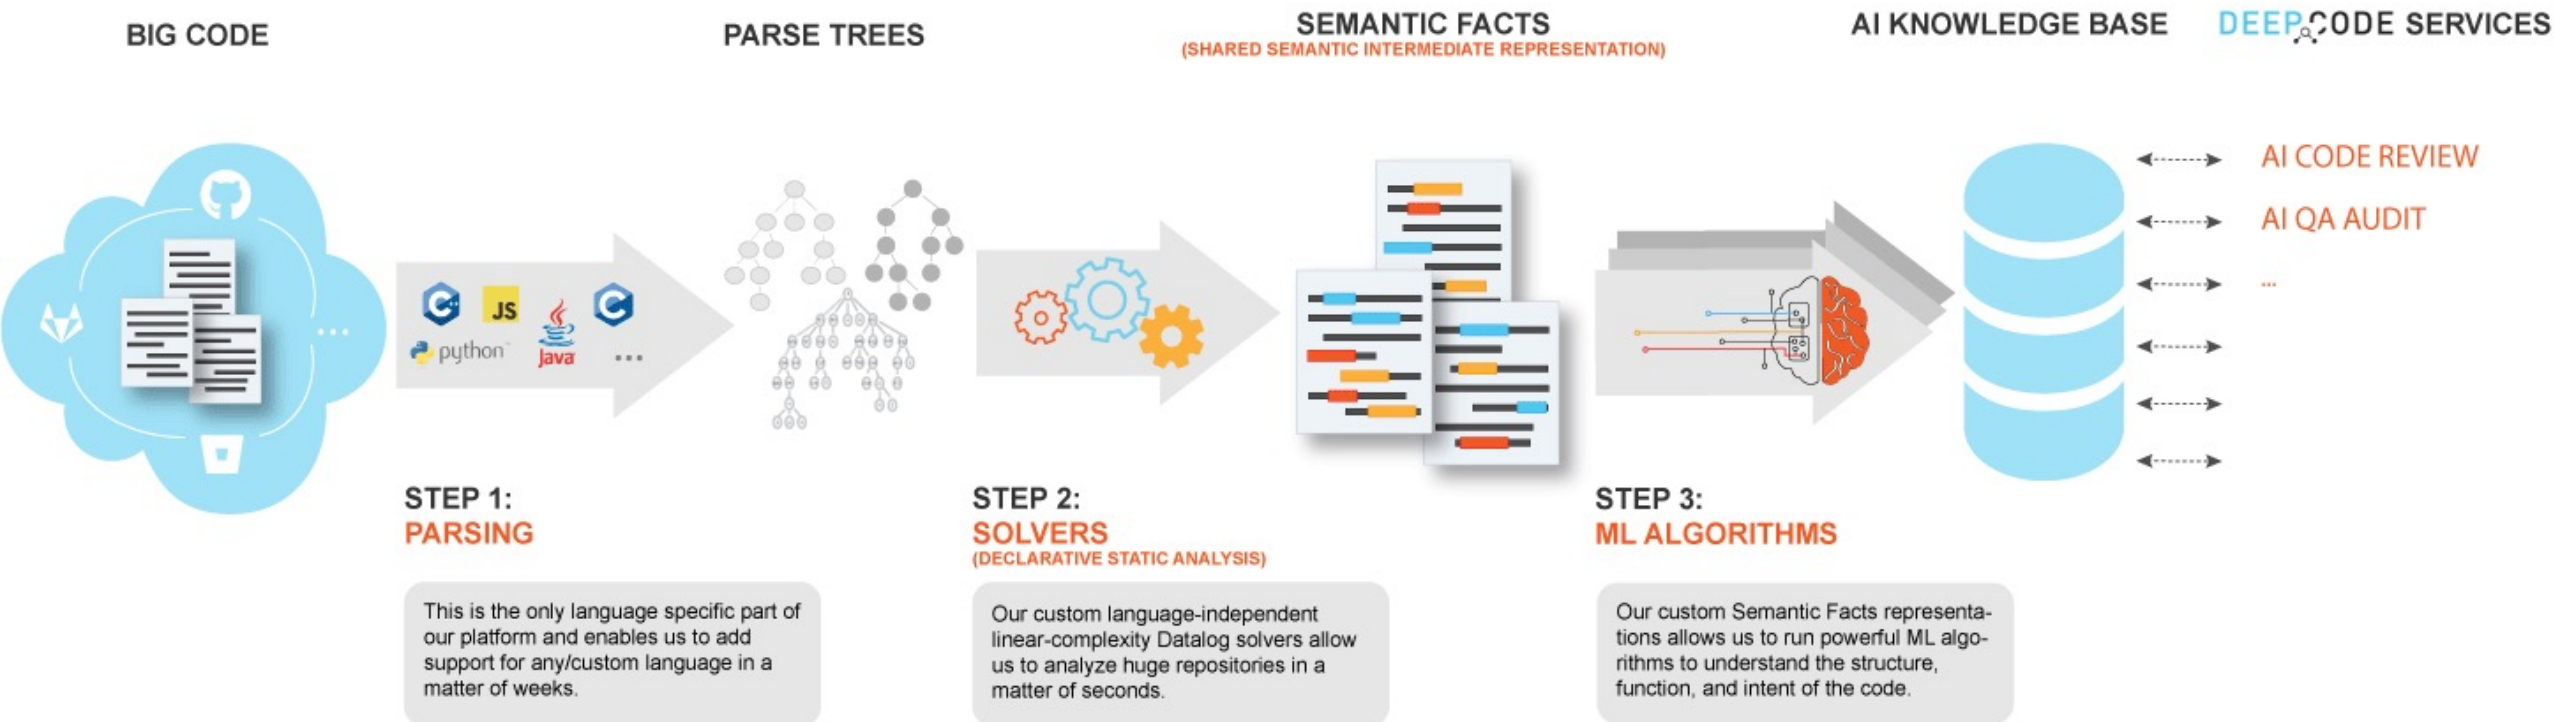 BIG CODE
PARSE TREES
SEMANTIC FACTS
(SHARED SEMANTIC INTERMEDIATE REPRESENTATION)
AI KNOWLEDGE BASE
DEEPCODE SERVICES
JS
python
Java
...
AI CODE REVIEW
AI QA AUDIT
...
STEP 1:
PARSING
This is the only language specific part of
our platform and enables us to add
support for any/custom language in a
matter of weeks.
STEP 2:
SOLVERS
(DECLARATIVE STATIC ANALYSIS)
Our custom language-independent
linear-complexity Datalog solvers allow
us to analyze huge repositories in a
matter of seconds.
STEP 3:
ML ALGORITHMS
Our custom Semantic Facts representa-
tions allows us to run powerful ML algo-
rithms to understand the structure,
function, and intent of the code.